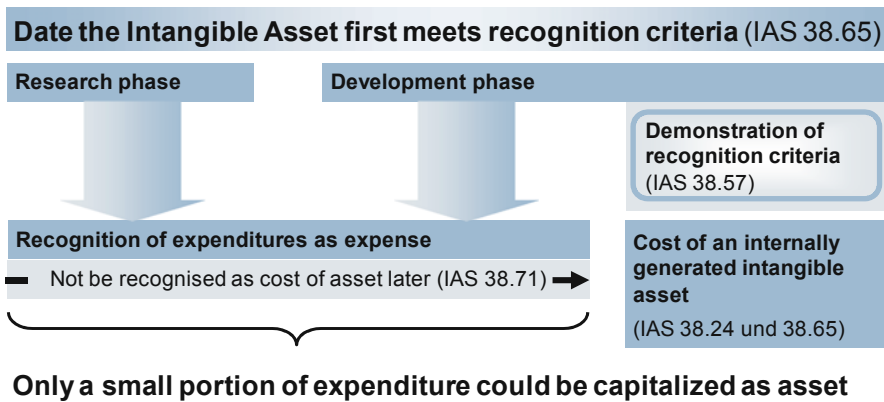 Date the Intangible Asset first meets recognition criteria (IAS 38.65)
Research phase
Development phase
Demonstration of
recognition criteria
(IAS 38.57)
Recognition of expenditures as expense
Not be recognised as cost of asset later (IAS 38.71)
Cost of an internally
generated intangible
asset
(IAS 38.24 und 38.65)
Only a small portion of expenditure could be capitalized as asset